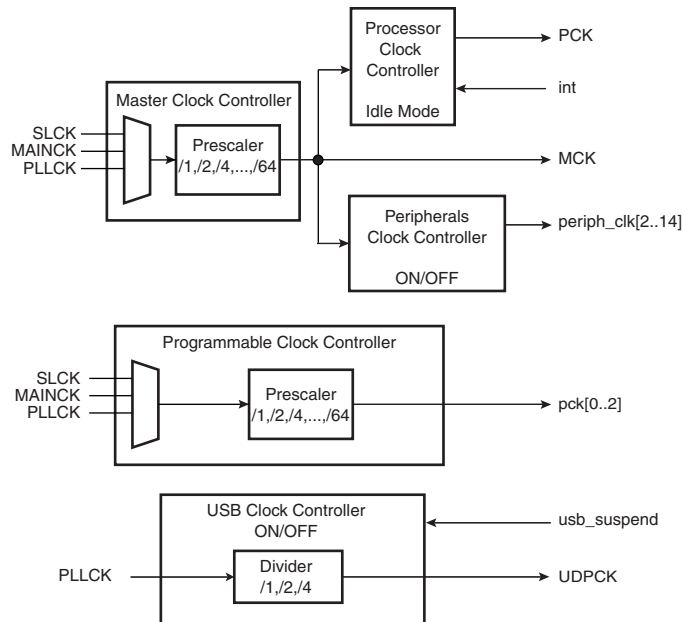 Processor
Clock
Controller
Idle Mode
PCK
int
Master Clock Controller
SLCK
MAINCK
PLLCK
Prescaler
/1,/2,/4,...,/64
MCK
Peripherals
Clock Controller
ON/OFF
periph_clk[2..14]
Programmable Clock Controller
SLCK
MAINCK
PLLCK
Prescaler
/1,/2,/4,...,/64
pck[0..2]
USB Clock Controller
ON/OFF
usb_suspend
PLLCK
Divider
/1,/2,/4
UDPCK